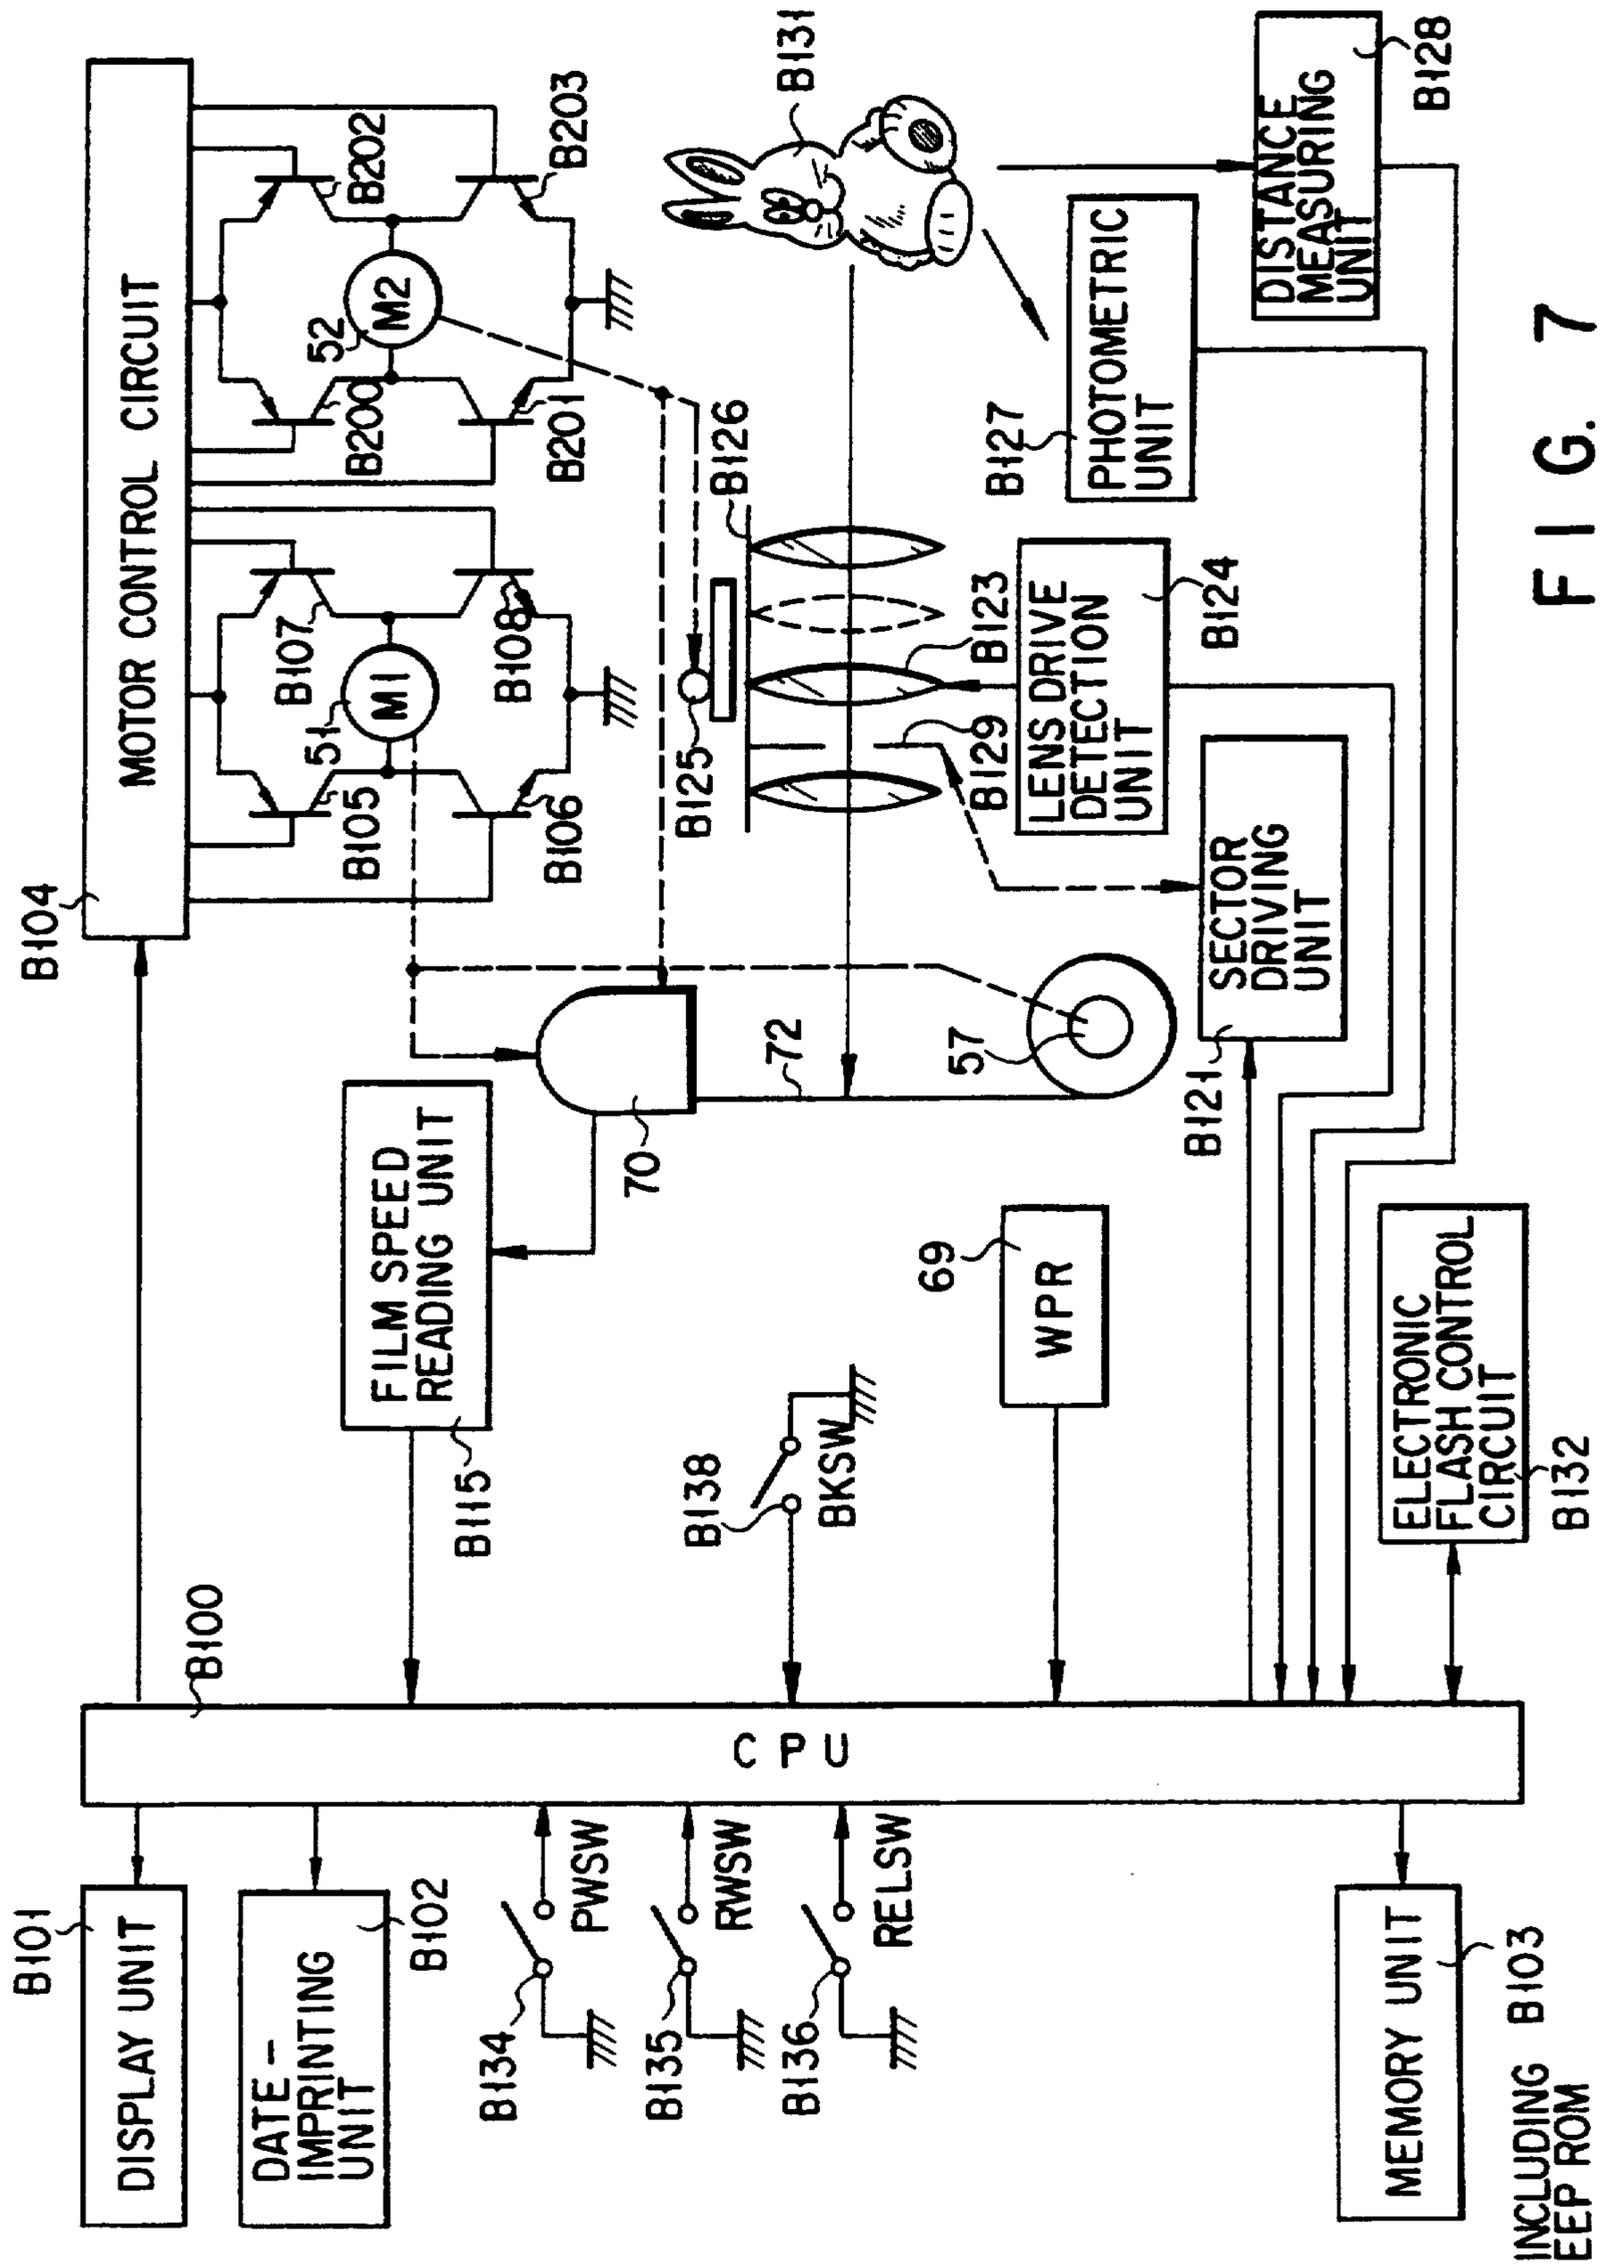 B101
DISPLAY UNIT
B102
DATE-
IMPRINTING
UNIT
B134
PWSW
B135
RWSW
B136
RELSW
MEMORY UNIT
B103
INCLUDING
EEP ROM
B100
CPU
B104
MOTOR CONTROL CIRCUIT
B105
B106
B107
B108
51
M1
B200
B201
B202
B203
52
M2
FILM SPEED
READING UNIT
B115
70
72
57
B138
BKSW
69
WPR
B125
B126
B123
B129
B131
LENS DRIVE
DETECTION
UNIT
B124
B127
PHOTOMETRIC
UNIT
DISTANCE
MEASURING
UNIT
B128
SECTOR
DRIVING
UNIT
B121
ELECTRONIC
FLASH CONTROL
CIRCUIT
B132
FIG. 7